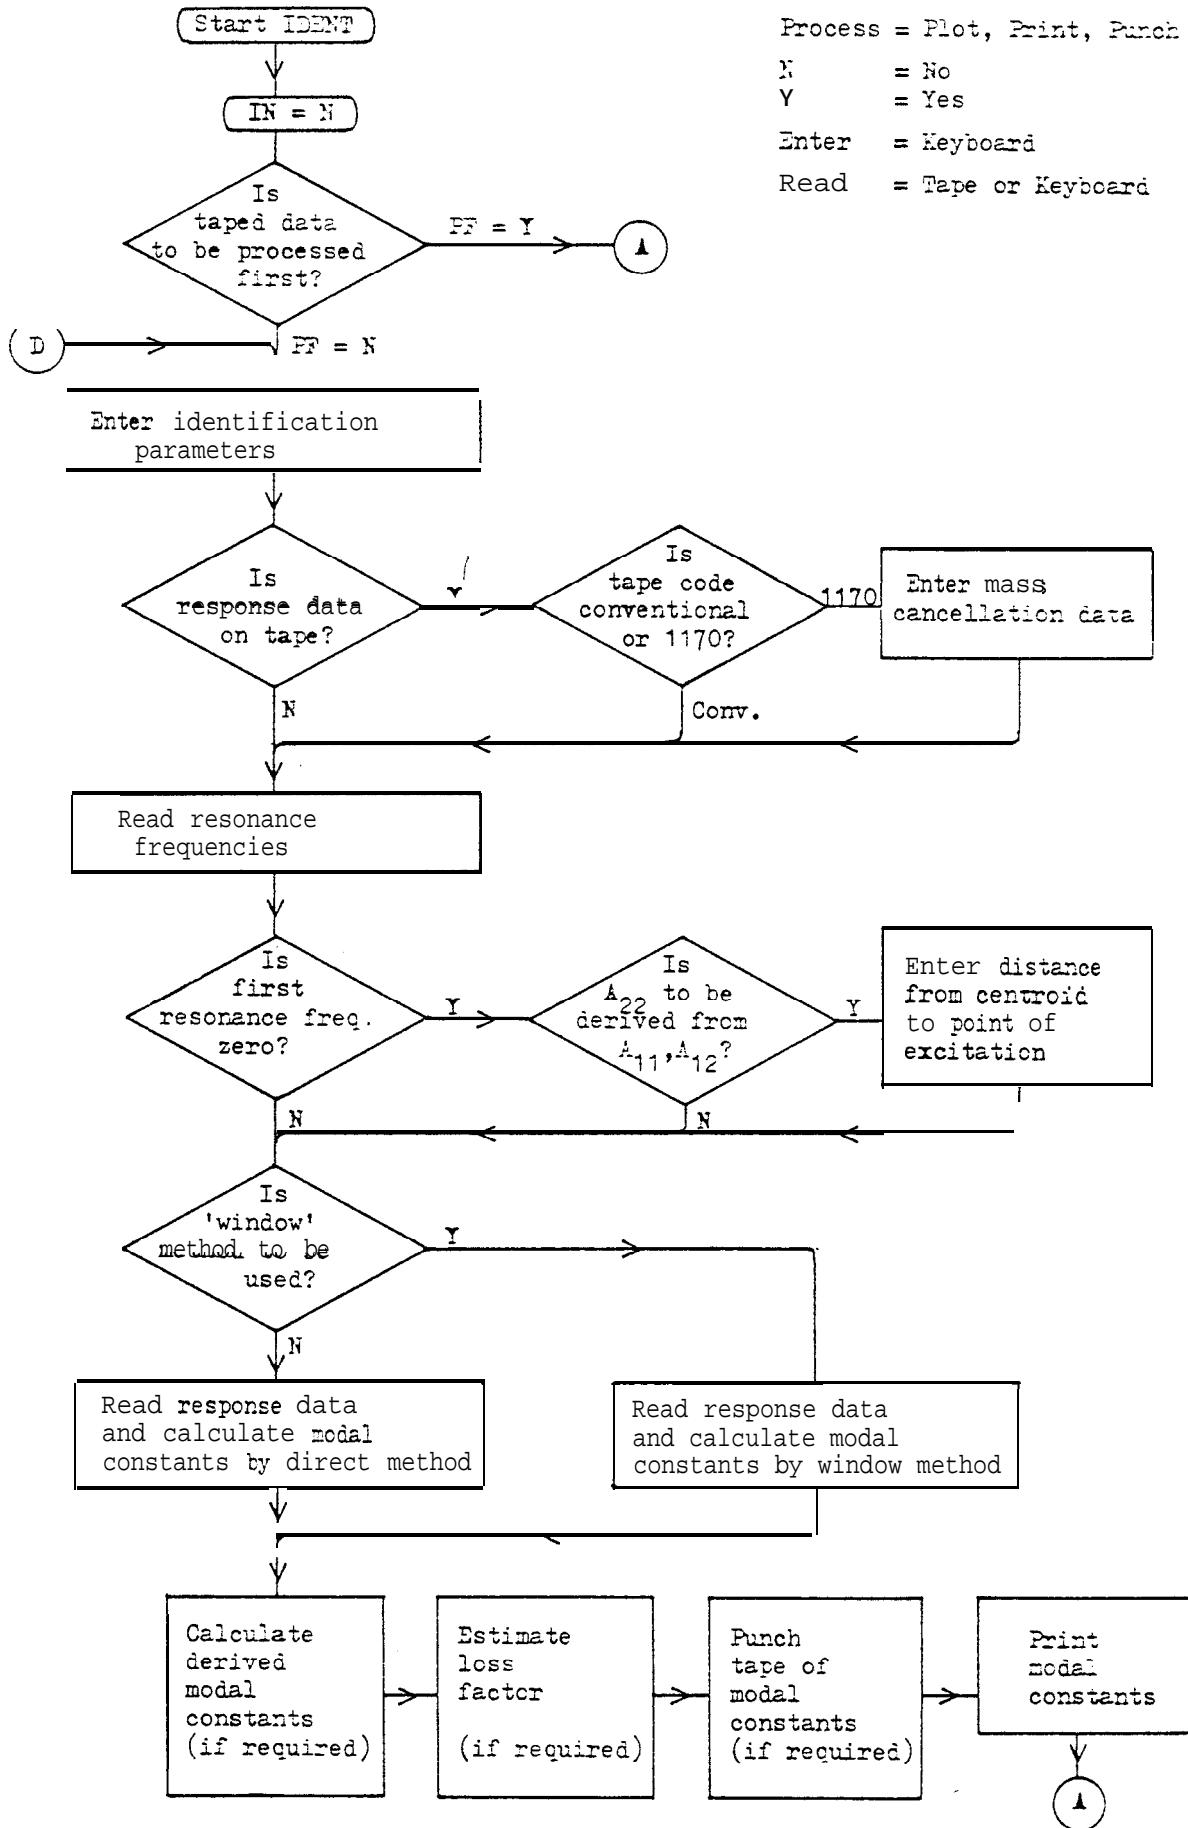 Start IDENT
Process = Plot, Print, Punch
N = No
Y = Yes
Enter = Keyboard
Read = Tape or Keyboard
IN = N
Is
taped data
to be processed
first?
PF = Y
A
D
PF = N
Enter identification
parameters
Is
response data
on tape?
Y
Is
tape code
conventional
or 1170?
1170
Enter mass
cancellation data
N
Conv.
Read resonance
frequencies
Is
first
resonance freq.
zero?
Y
Is
A22 to be
derived from
A11,A12?
Y
Enter distance
from centroid
to point of
excitation
N
N
Is
'window'
method to be
used?
Y
N
Read response data
and calculate modal
constants by direct method
Read response data
and calculate modal
constants by window method
Calculate
derived
modal
constants
(if required)
Estimate
loss
factor
(if required)
Punch
tape of
modal
constants
(if required)
Print
modal
constants
A